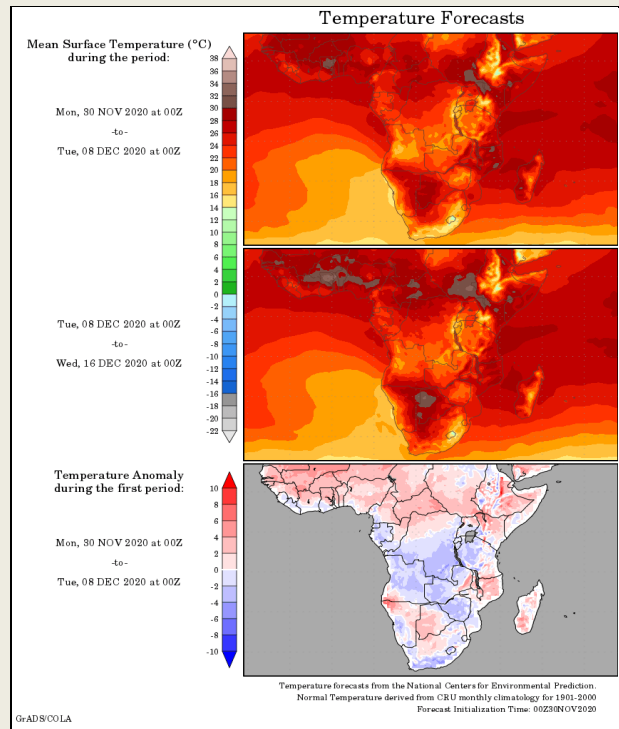 Temperature Forecasts
Mean Surface Temperature (°C)
during the period:
Mon, 30 NOV 2020 at 00Z
-to-
Tue, 08 DEC 2020 at 00Z
38
36
34
32
30
28
26
24
22
20
18
16
14
12
10
8
6
4
2
0
-2
-4
-6
-8
-10
-12
-14
-16
-18
-20
-22
Tue, 08 DEC 2020 at 00Z
-to-
Wed, 16 DEC 2020 at 00Z
Temperature Anomaly
during the first period:
Mon, 30 NOV 2020 at 00Z
-to-
Tue, 08 DEC 2020 at 00Z
10
8
6
4
2
0
-2
-4
-6
-8
-10
Temperature forecasts from the National Centers for Environmental Prediction.
Normal Temperature derived from CRU monthly climatology for 1901-2000
Forecast Initialization Time: 00Z30NOV2020
GrADS/COLA